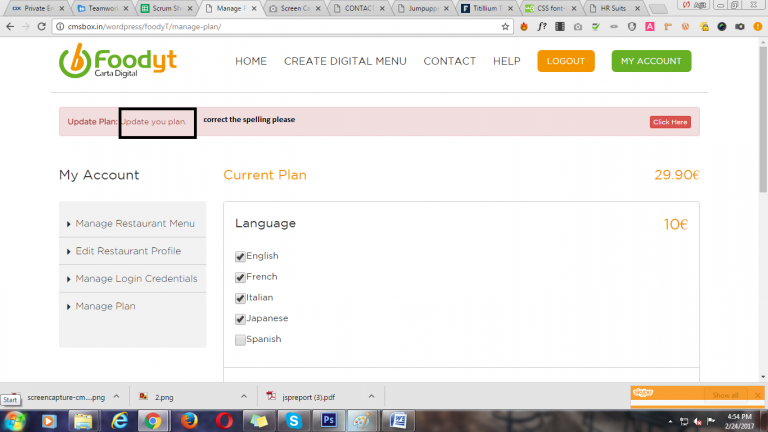 Private En
Teamwork
Scrum Sh
Manage P
Screen Ca
CONTACT
Jumpupp
Titillium T
CSS font-
HR Suits
cmsbox.in/wordpress/foodyT/manage-plan/
Foodyt
Carta Digital
HOME CREATE DIGITAL MENU CONTACT HELP LOGOUT MY ACCOUNT
Update Plan: Update you plan. correct the spelling please Click Here
My Account
Current Plan 29.90€
Language 10€
Manage Restaurant Menu
Edit Restaurant Profile
Manage Login Credentials
Manage Plan
English
French
Italian
Japanese
Spanish
Start
screencapture-cm....png
2.png
jspreport (3).pdf
Show all
4:54 PM
2/24/2017